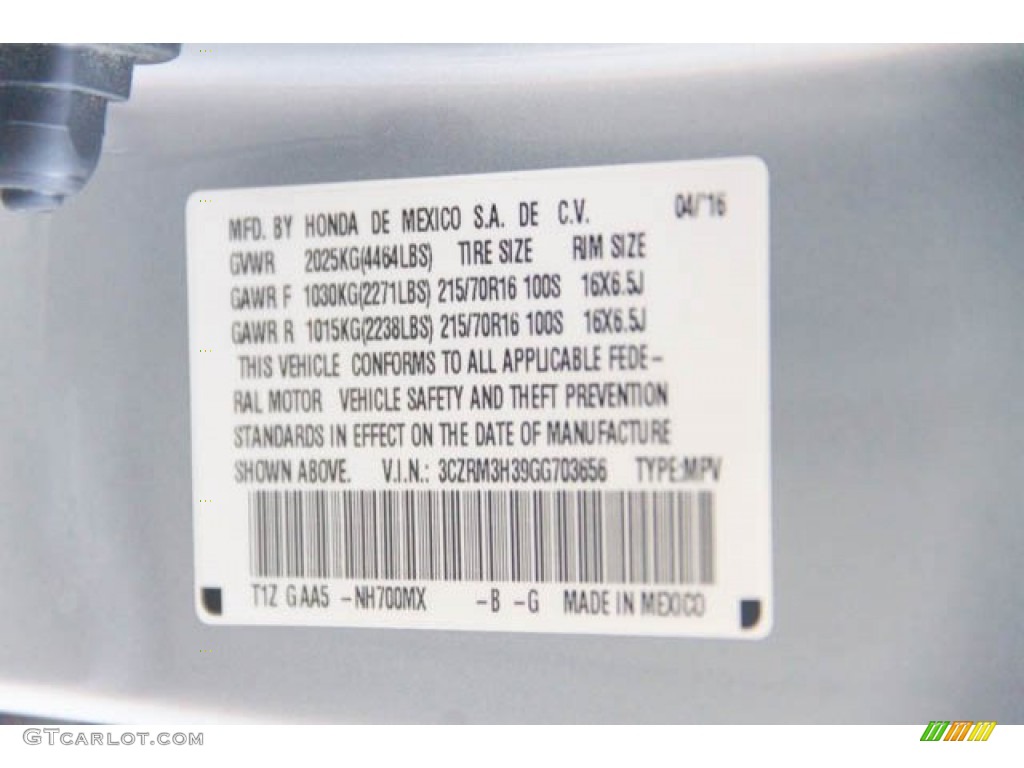 MFD. BY HONDA DE MEXICO S.A. DE C.V. 04/'16
GVWR 2025KG(4464LBS) TIRE SIZE RIM SIZE
GAWR F 1030KG(2271LBS) 215/70R16 100S 16X6.5J
GAWR R 1015KG(2238LBS) 215/70R16 100S 16X6.5J
THIS VEHICLE CONFORMS TO ALL APPLICABLE FEDE-
RAL MOTOR VEHICLE SAFETY AND THEFT PREVENTION
STANDARDS IN EFFECT ON THE DATE OF MANUFACTURE
SHOWN ABOVE. V.I.N.: 3CZRM3H39GG703656 TYPE:MPV
T1Z GAA5 -NH700MX -B -G MADE IN MEXICO
GTCARLOT.COM